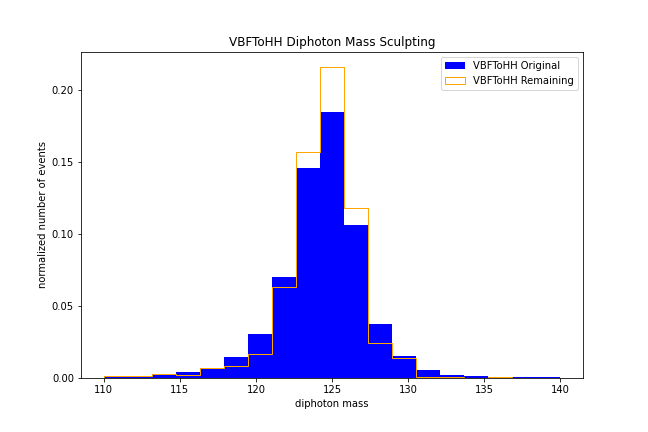 VBFToHH Diphoton Mass Sculpting
VBFToHH Original
VBFToHH Remaining
normalized number of events
0.20
0.15
0.10
0.05
0.00
110 115 120 125 130 135 140
diphoton mass